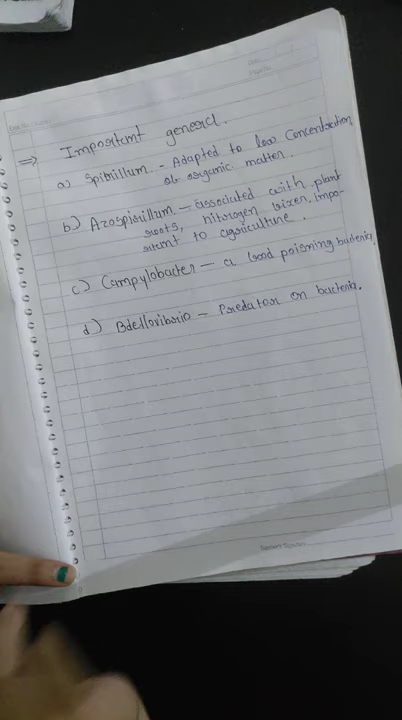 ⇒ Important genera.
a) Spirillum - Adapted to low concentration
of organic matter.
b) Azospirillum - associated with plant
roots, nitrogen fixer, impo-
rtant to agriculture.
c) Campylobacter - a food poisoning bacteria,
d) Bdellovibrio - Predator on bacteria.